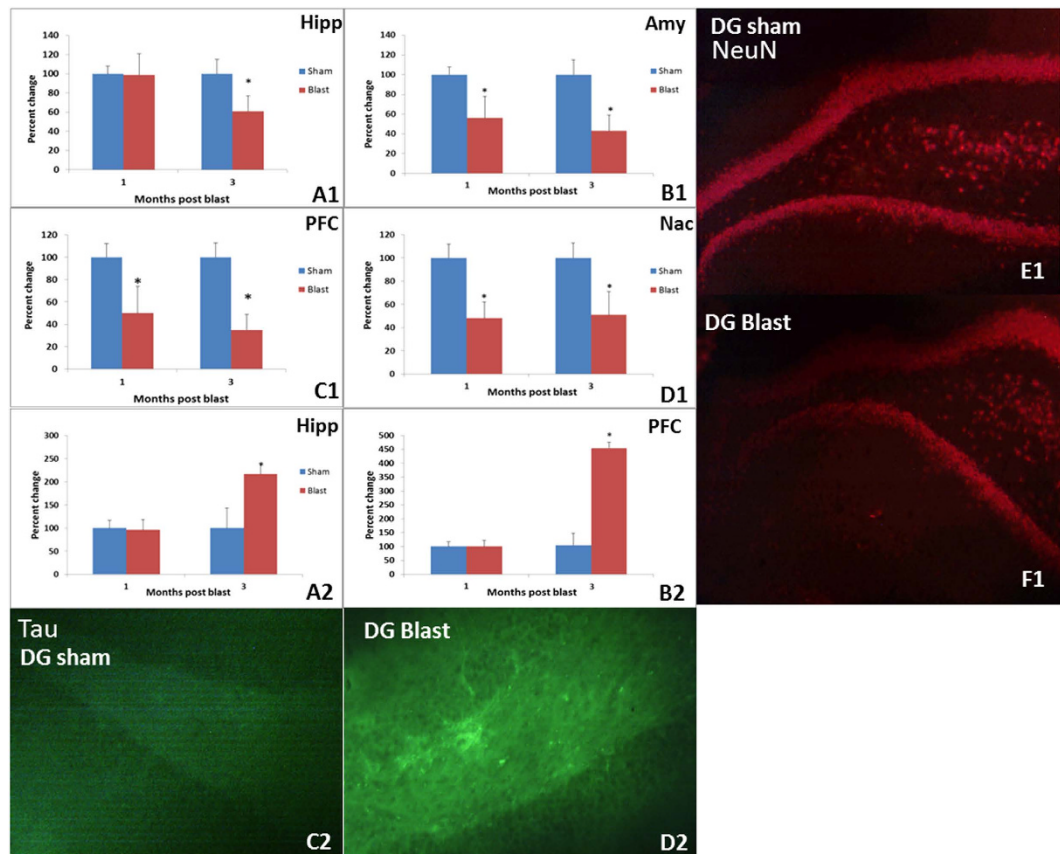 Hipp
140
120
100
80
60
40
20
0
Percent change
*
Sham
Blast
1 3
Months post blast
A1
Amy
140
120
100
80
60
40
20
0
Percent change
* *
Sham
Blast
1 3
Months post blast
B1
DG sham
NeuN
E1
PFC
120
100
80
60
40
20
0
Percent change
* *
Sham
Blast
1 3
Months post blast
C1
Nac
120
100
80
60
40
20
0
Percent change
* *
Sham
Blast
1 3
Months post blast
D1
DG Blast
F1
Hipp
300
250
200
150
100
50
0
Percent change
*
Sham
Blast
1 3
Months post blast
A2
PFC
500
450
400
350
300
250
200
150
100
50
0
Percent change
*
1 3
Months post blast
B2
Tau
DG sham
C2
DG Blast
D2